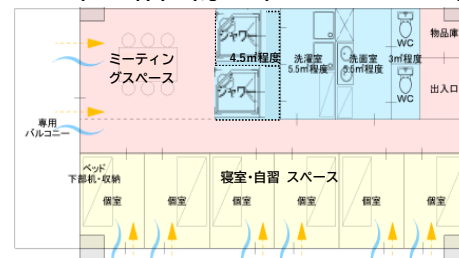 ミーティ
ングスペース
シャワー
4.5㎡程度
シャワー
洗濯室
5.5㎡程度
洗面室
5.5㎡程度
WC
3㎡程度
WC
物品庫
出入口
専用
バルコニー
ベッド
下部机・収納
寝室・自習 スペース
個室
個室
個室
個室
個室
個室